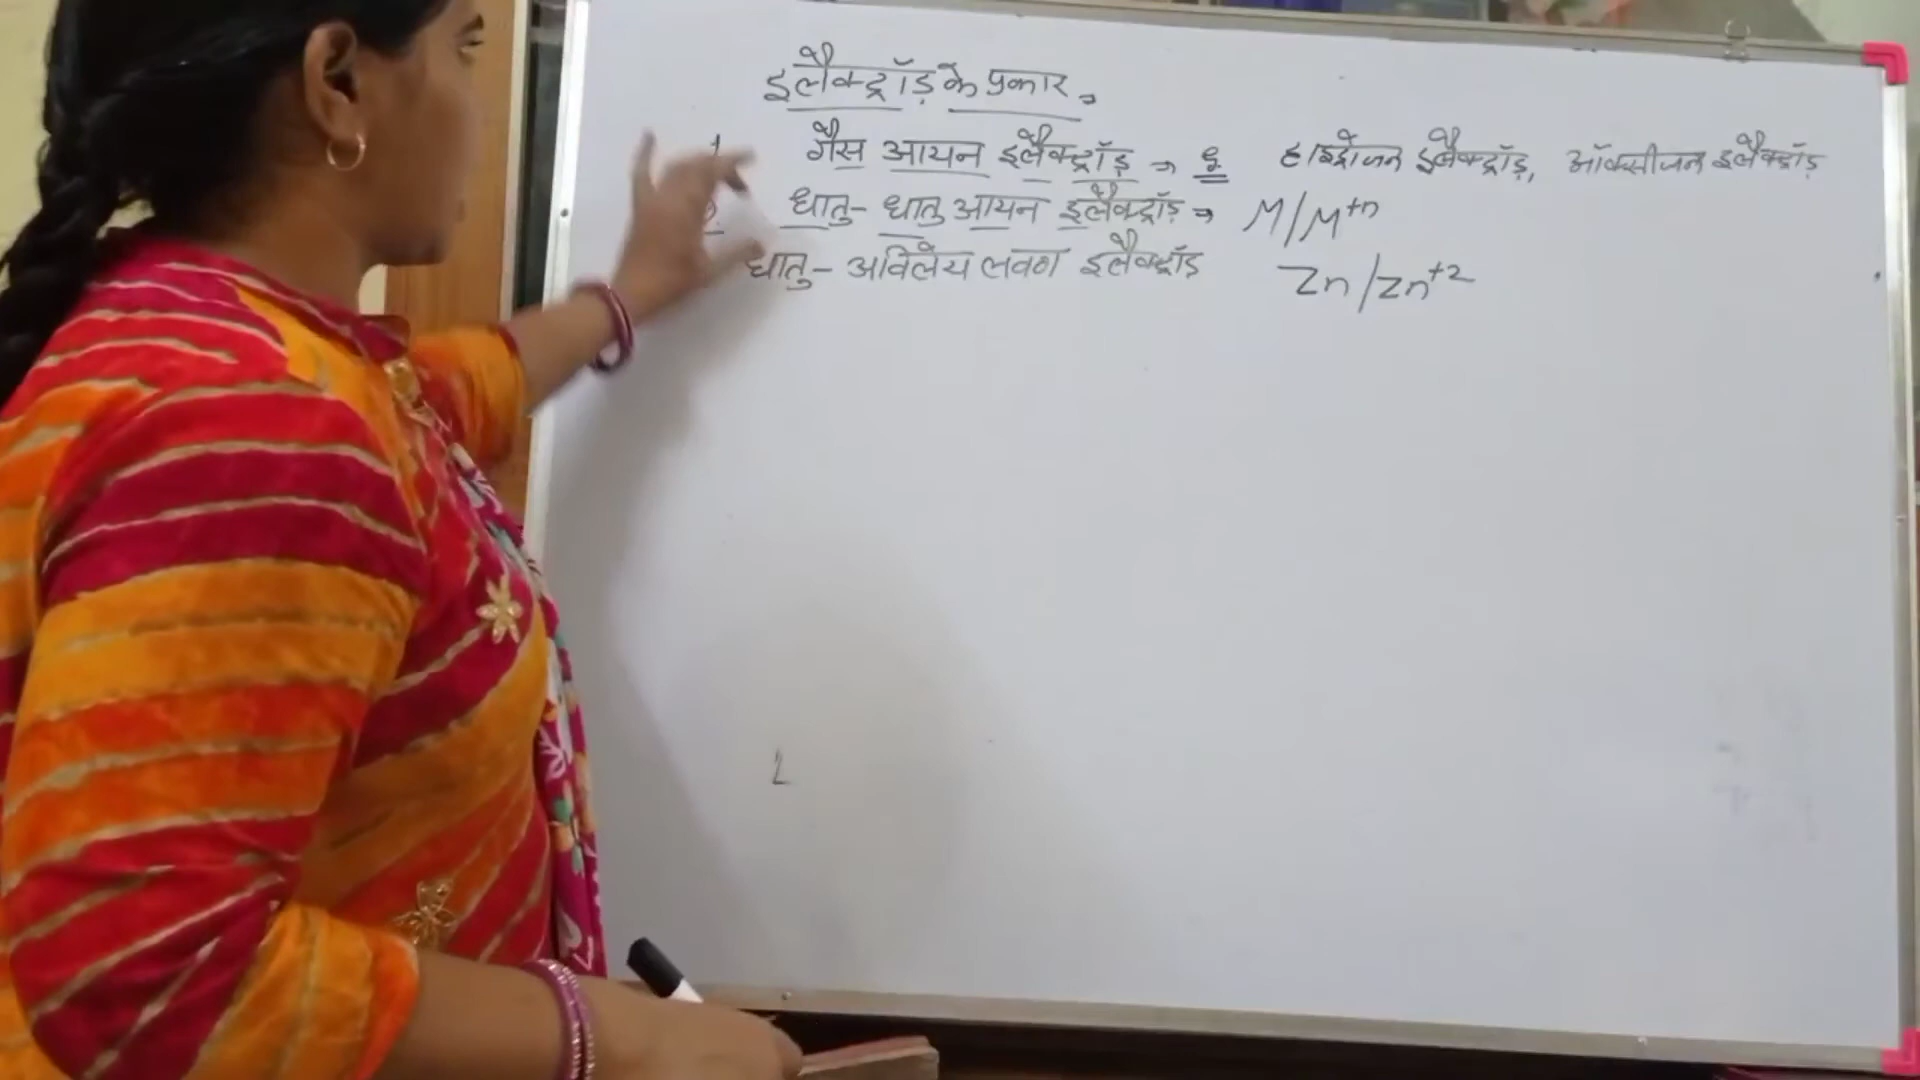 इलैक्ट्रॉड़ के प्रकार →
1 गैस आयन इलैक्ट्रॉड़ → हाइड्रोजन इलैक्ट्रॉड़, ऑक्सीजन इलैक्ट्रॉड़
धातु - धातु आयन इलैक्ट्रॉड़ → M/M⁺ⁿ
धातु - अविलेय लवण इलैक्ट्रॉड़ Zn/Zn⁺²
L